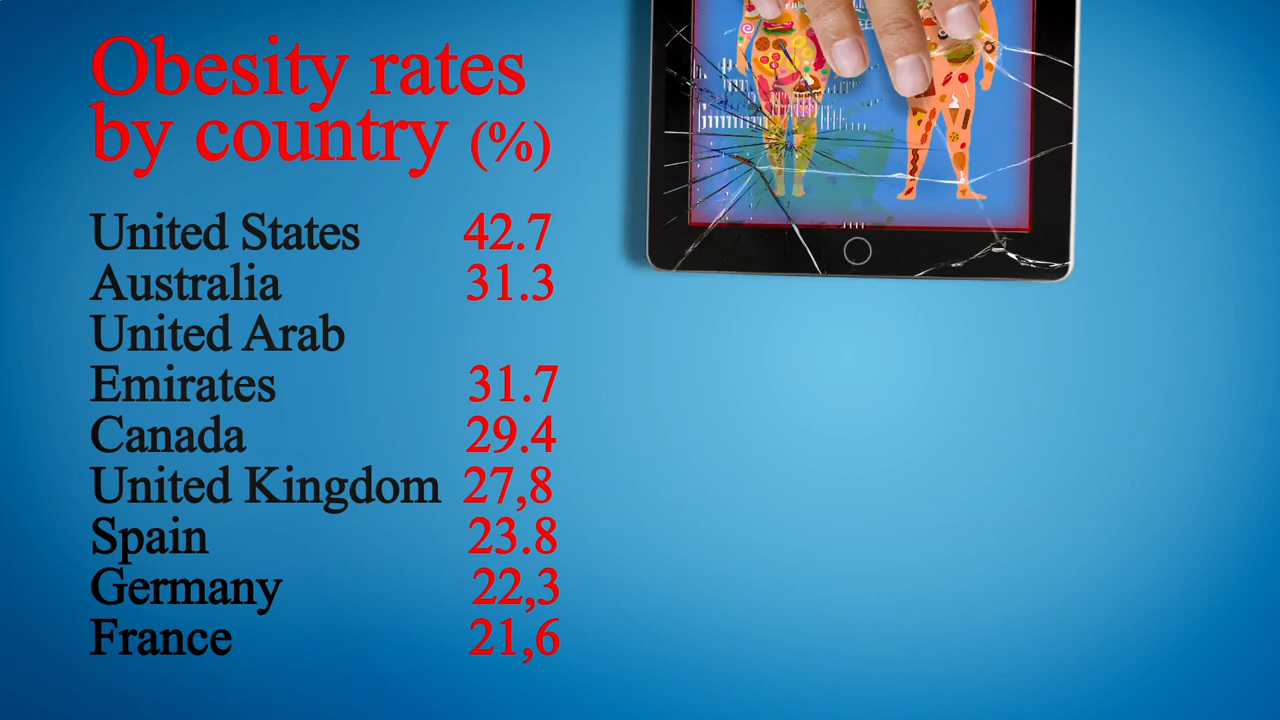 Obesity rates
by country (%)
United States 42.7
Australia 31.3
United Arab
Emirates 31.7
Canada 29.4
United Kingdom 27,8
Spain 23.8
Germany 22,3
France 21,6